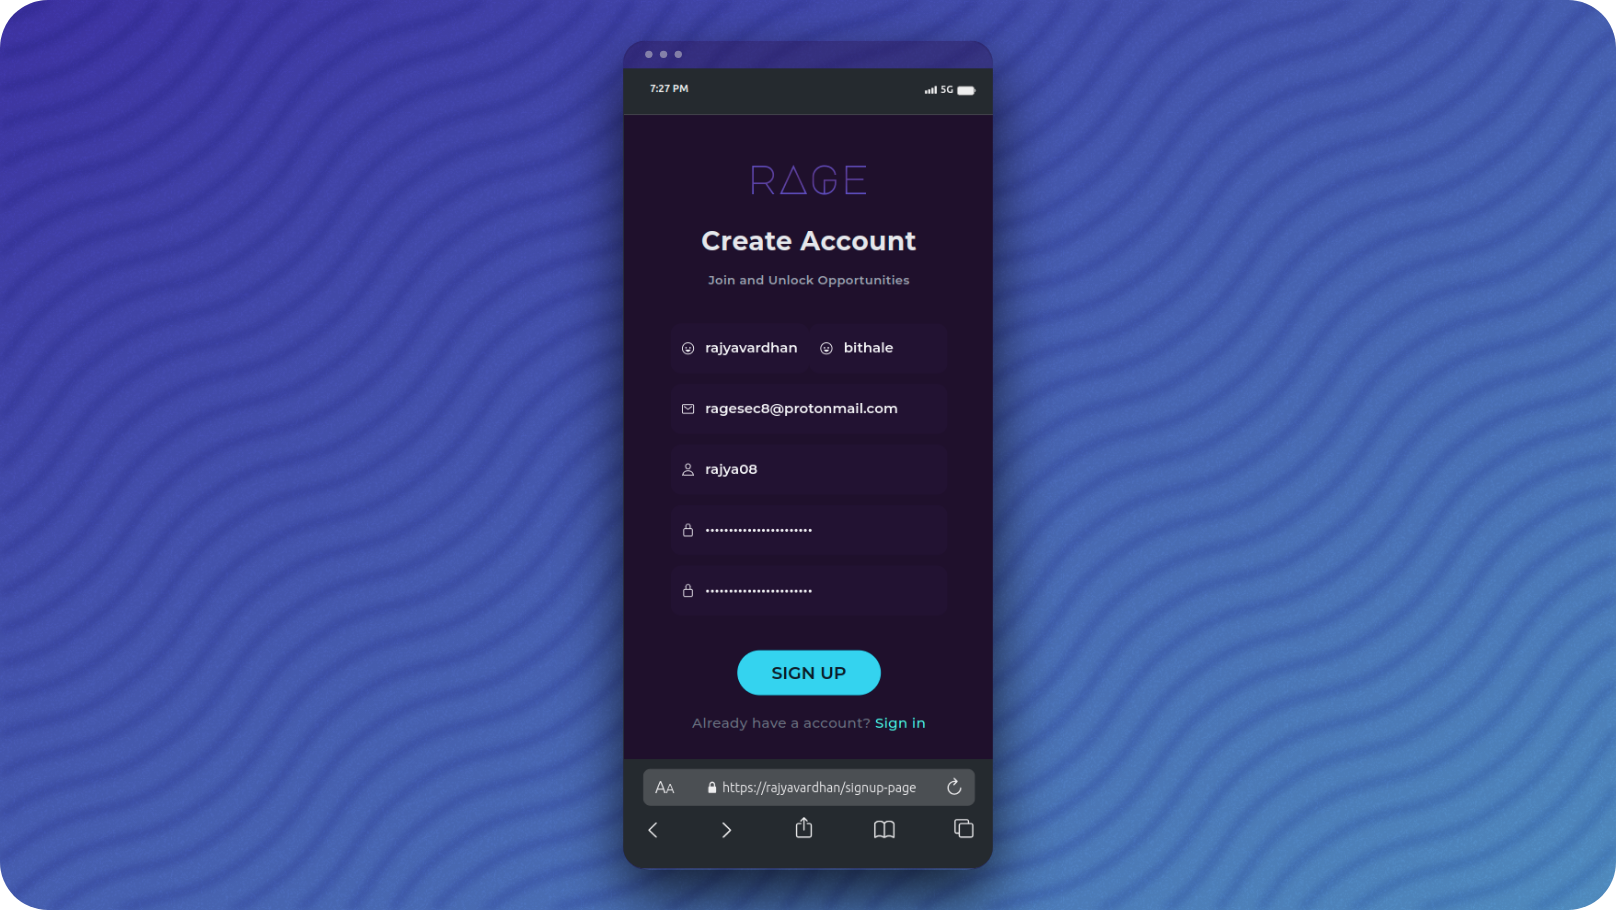 7:27 PM 5G
RAGE
Create Account
Join and Unlock Opportunities
rajyavardhan bithale
ragesec8@protonmail.com
rajya08
•••••••••••••••••••••••
•••••••••••••••••••••••
SIGN UP
Already have a account? Sign in
AA https://rajyavardhan/signup-page